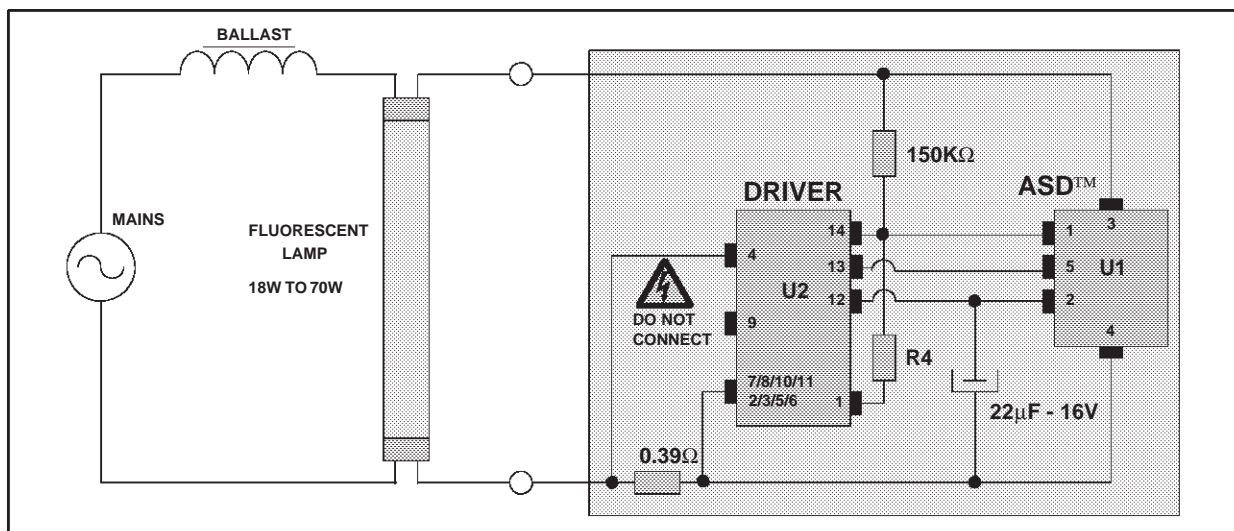 BALLAST
MAINS
FLUORESCENT
LAMP
18W TO 70W
150KΩ
DRIVER
ASD™
14
1
3
4
13
5
U1
U2
12
2
DO NOT
CONNECT
9
4
R4
7/8/10/11
2/3/5/6
1
22µF - 16V
0.39Ω